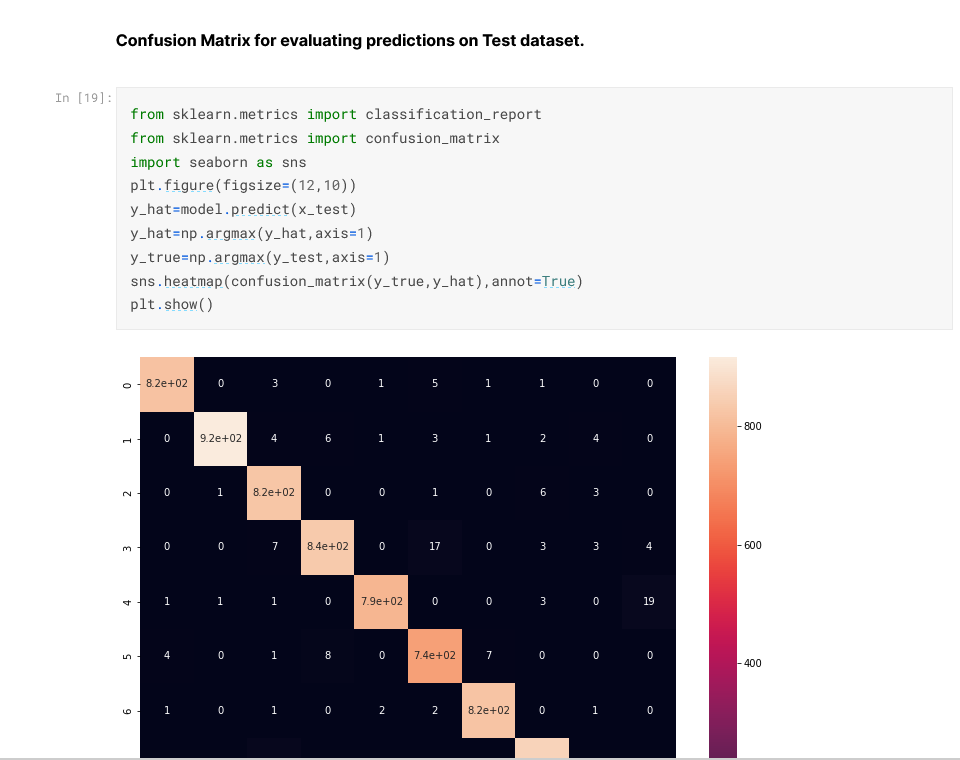 Confusion Matrix for evaluating predictions on Test dataset.
In [19]:
from sklearn.metrics import classification_report
from sklearn.metrics import confusion_matrix
import seaborn as sns
plt.figure(figsize=(12,10))
y_hat=model.predict(x_test)
y_hat=np.argmax(y_hat,axis=1)
y_true=np.argmax(y_test,axis=1)
sns.heatmap(confusion_matrix(y_true,y_hat),annot=True)
plt.show()
0 8.2e+02 0 3 0 1 5 1 1 0 0
1 0 9.2e+02 4 6 1 3 1 2 4 0
2 0 1 8.2e+02 0 0 1 0 6 3 0
3 0 0 7 8.4e+02 0 17 0 3 3 4
4 1 1 1 0 7.9e+02 0 0 3 0 19
5 4 0 1 8 0 7.4e+02 7 0 0 0
6 1 0 1 0 2 2 8.2e+02 0 1 0
800
600
400